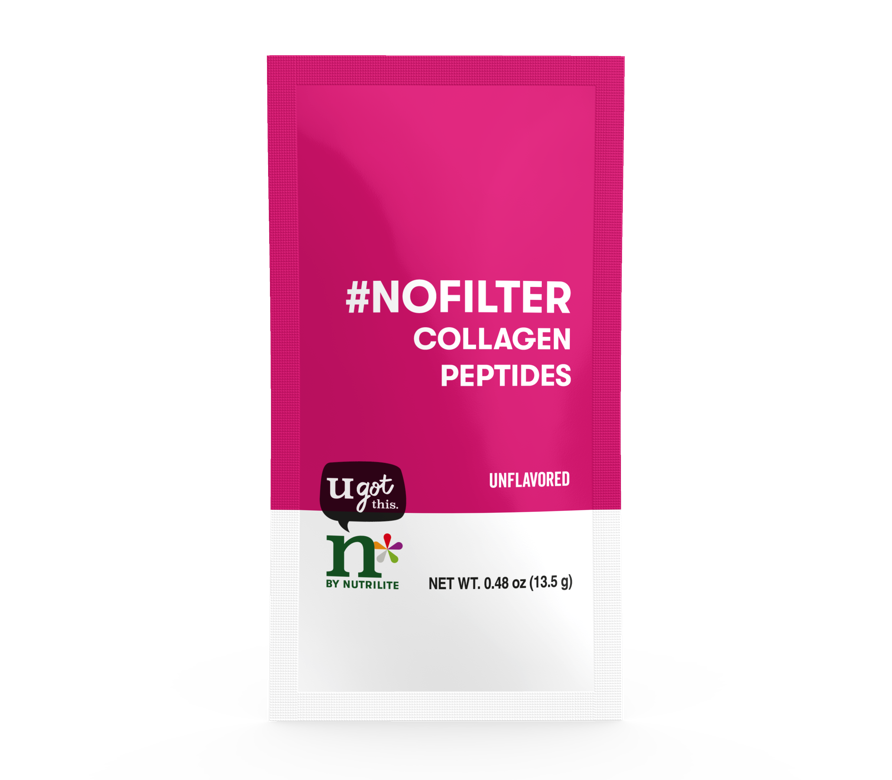 #NOFILTER
COLLAGEN
PEPTIDES
UNFLAVORED
u got
this.
n*
BY NUTRILITE
NET WT. 0.48 oz (13.5 g)